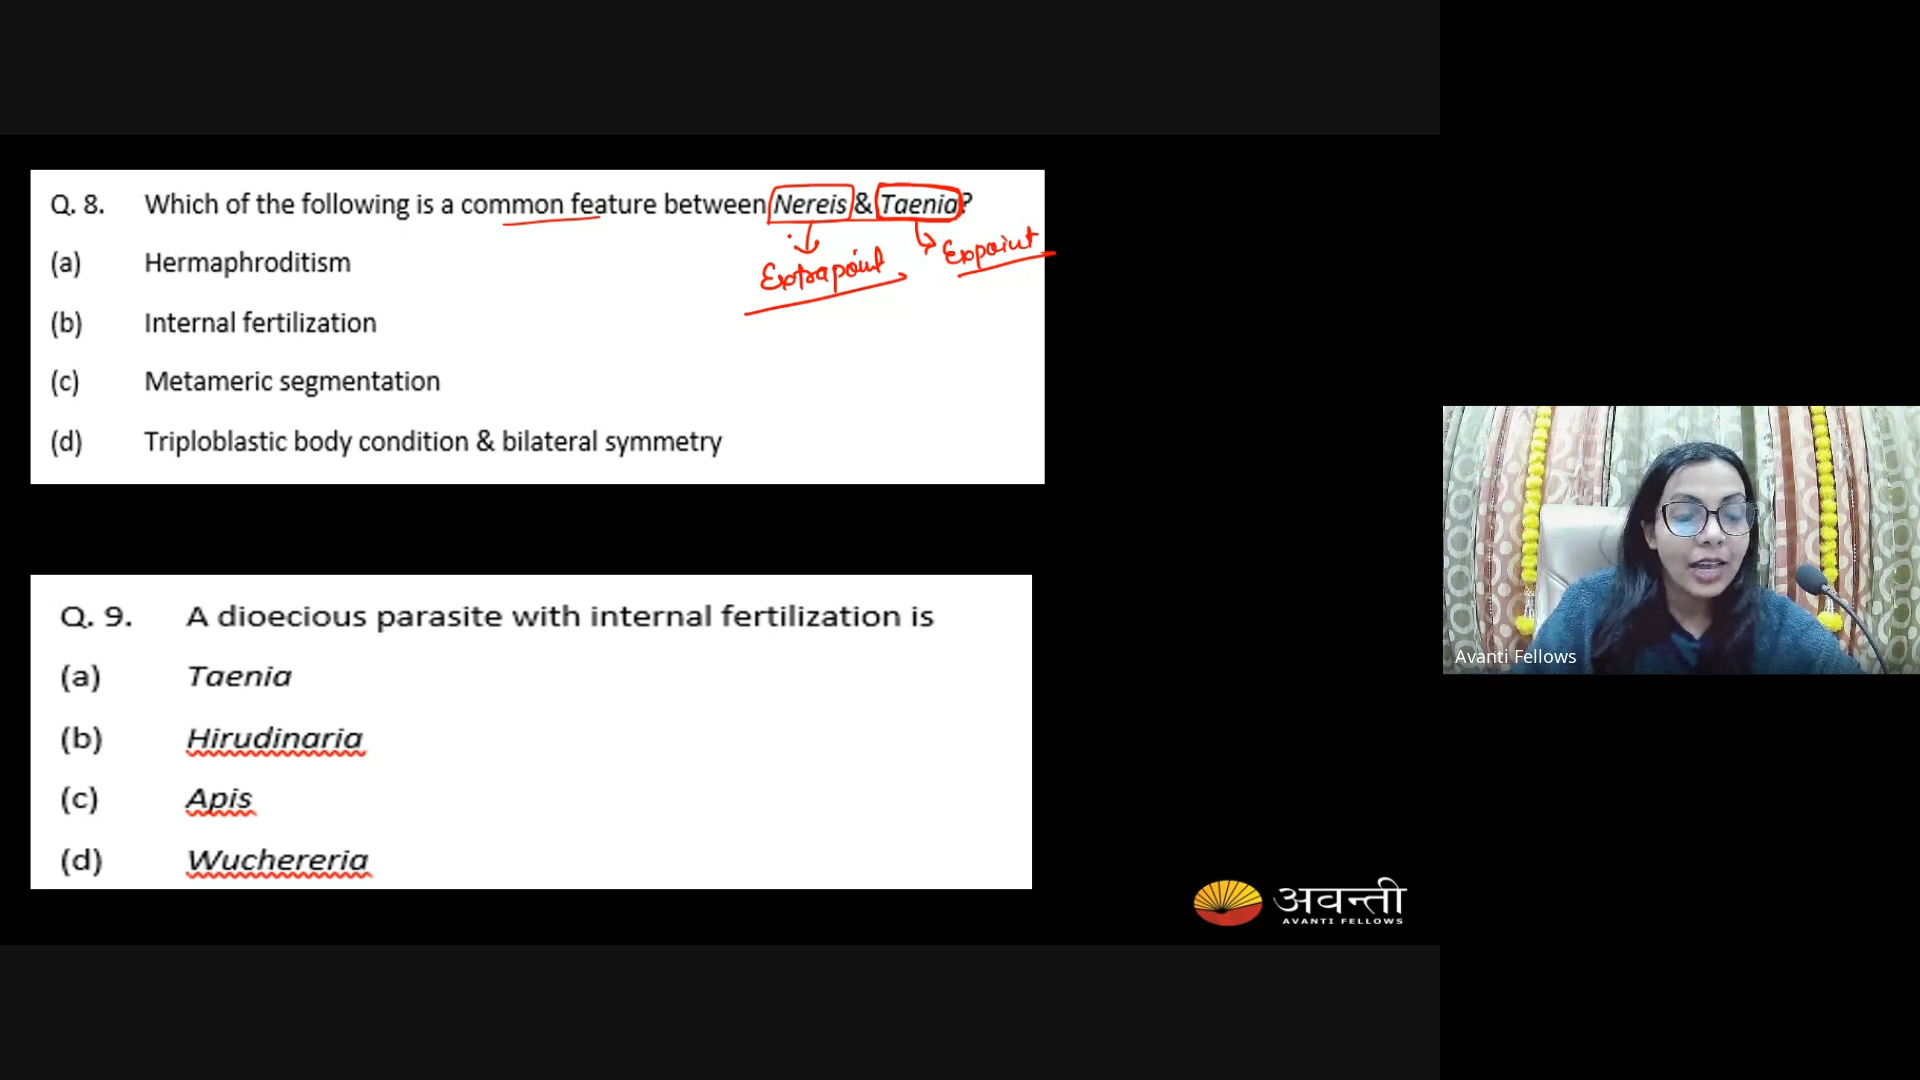 Q. 8. Which of the following is a common feature between Nereis & Taenia?
Extrapoint
Expoint
(a) Hermaphroditism
(b) Internal fertilization
(c) Metameric segmentation
(d) Triploblastic body condition & bilateral symmetry
Q. 9. A dioecious parasite with internal fertilization is
(a) Taenia
(b) Hirudinaria
(c) Apis
(d) Wuchereria
Avanti Fellows
अवन्ती
AVANTI FELLOWS